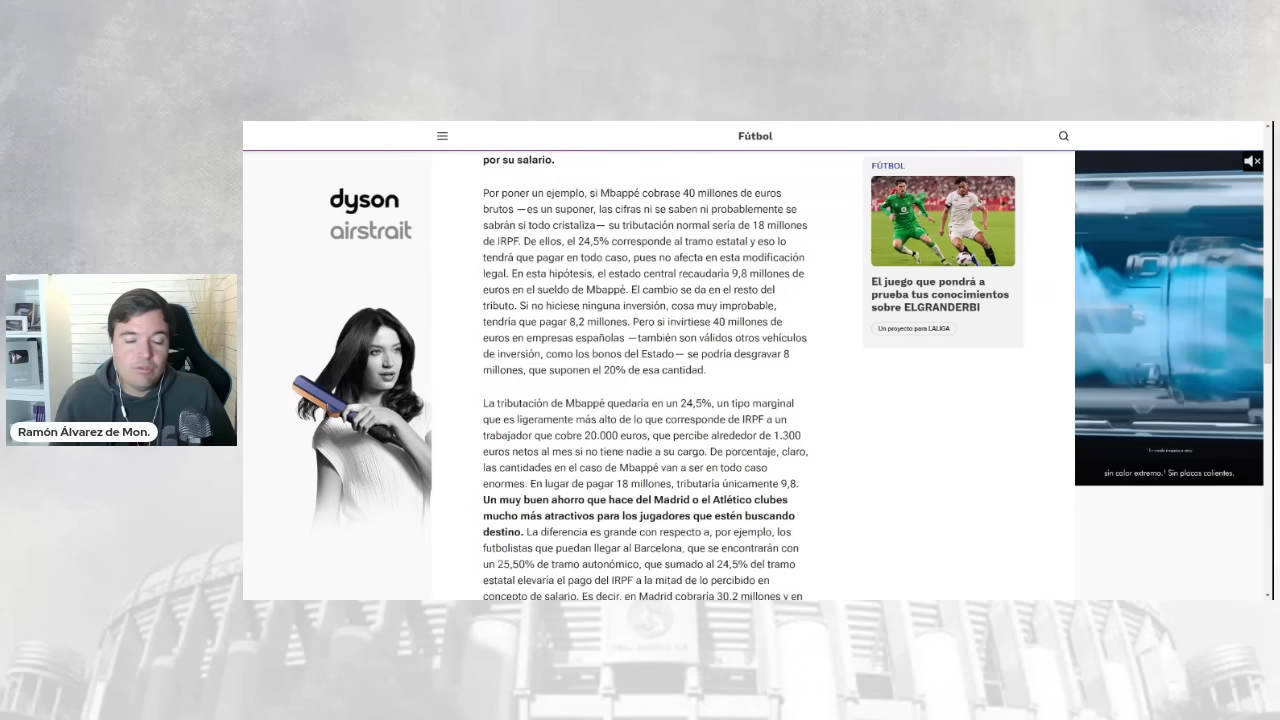 Fútbol
dyson
airstrait
por su salario.
Por poner un ejemplo, si Mbappé cobrase 40 millones de euros
brutos —es un suponer, las cifras ni se saben ni probablemente se
sabrán si todo cristaliza— su tributación normal sería de 18 millones
de IRPF. De ellos, el 24,5% corresponde al tramo estatal y eso lo
tendrá que pagar en todo caso, pues no afecta en esta modificación
legal. En esta hipótesis, el estado central recaudaría 9,8 millones de
euros en el sueldo de Mbappé. El cambio se da en el resto del
tributo. Si no hiciese ninguna inversión, cosa muy improbable,
tendría que pagar 8,2 millones. Pero si invirtiese 40 millones de
euros en empresas españolas —también son válidos otros vehículos
de inversión, como los bonos del Estado— se podría desgravar 8
millones, que suponen el 20% de esa cantidad.
La tributación de Mbappé quedaría en un 24,5%, un tipo marginal
que es ligeramente más alto de lo que corresponde de IRPF a un
trabajador que cobre 20.000 euros, que percibe alrededor de 1.300
euros netos al mes si no tiene nadie a su cargo. De porcentaje, claro,
las cantidades en el caso de Mbappé van a ser en todo caso
enormes. En lugar de pagar 18 millones, tributaría únicamente 9,8.
Un muy buen ahorro que hace del Madrid o el Atlético clubes
mucho más atractivos para los jugadores que estén buscando
destino. La diferencia es grande con respecto a, por ejemplo, los
futbolistas que puedan llegar al Barcelona, que se encontrarán con
un 25,50% de tramo autonómico, que sumado al 24,5% del tramo
estatal elevaría el pago del IRPF a la mitad de lo percibido en
concepto de salario. Es decir, en Madrid cobraría 30,2 millones y en
FÚTBOL
El juego que pondrá a
prueba tus conocimientos
sobre ELGRANDERBI
Un proyecto para LALIGA
sin calor extremo.¹ Sin placas calientes.
Ramón Álvarez de Mon.